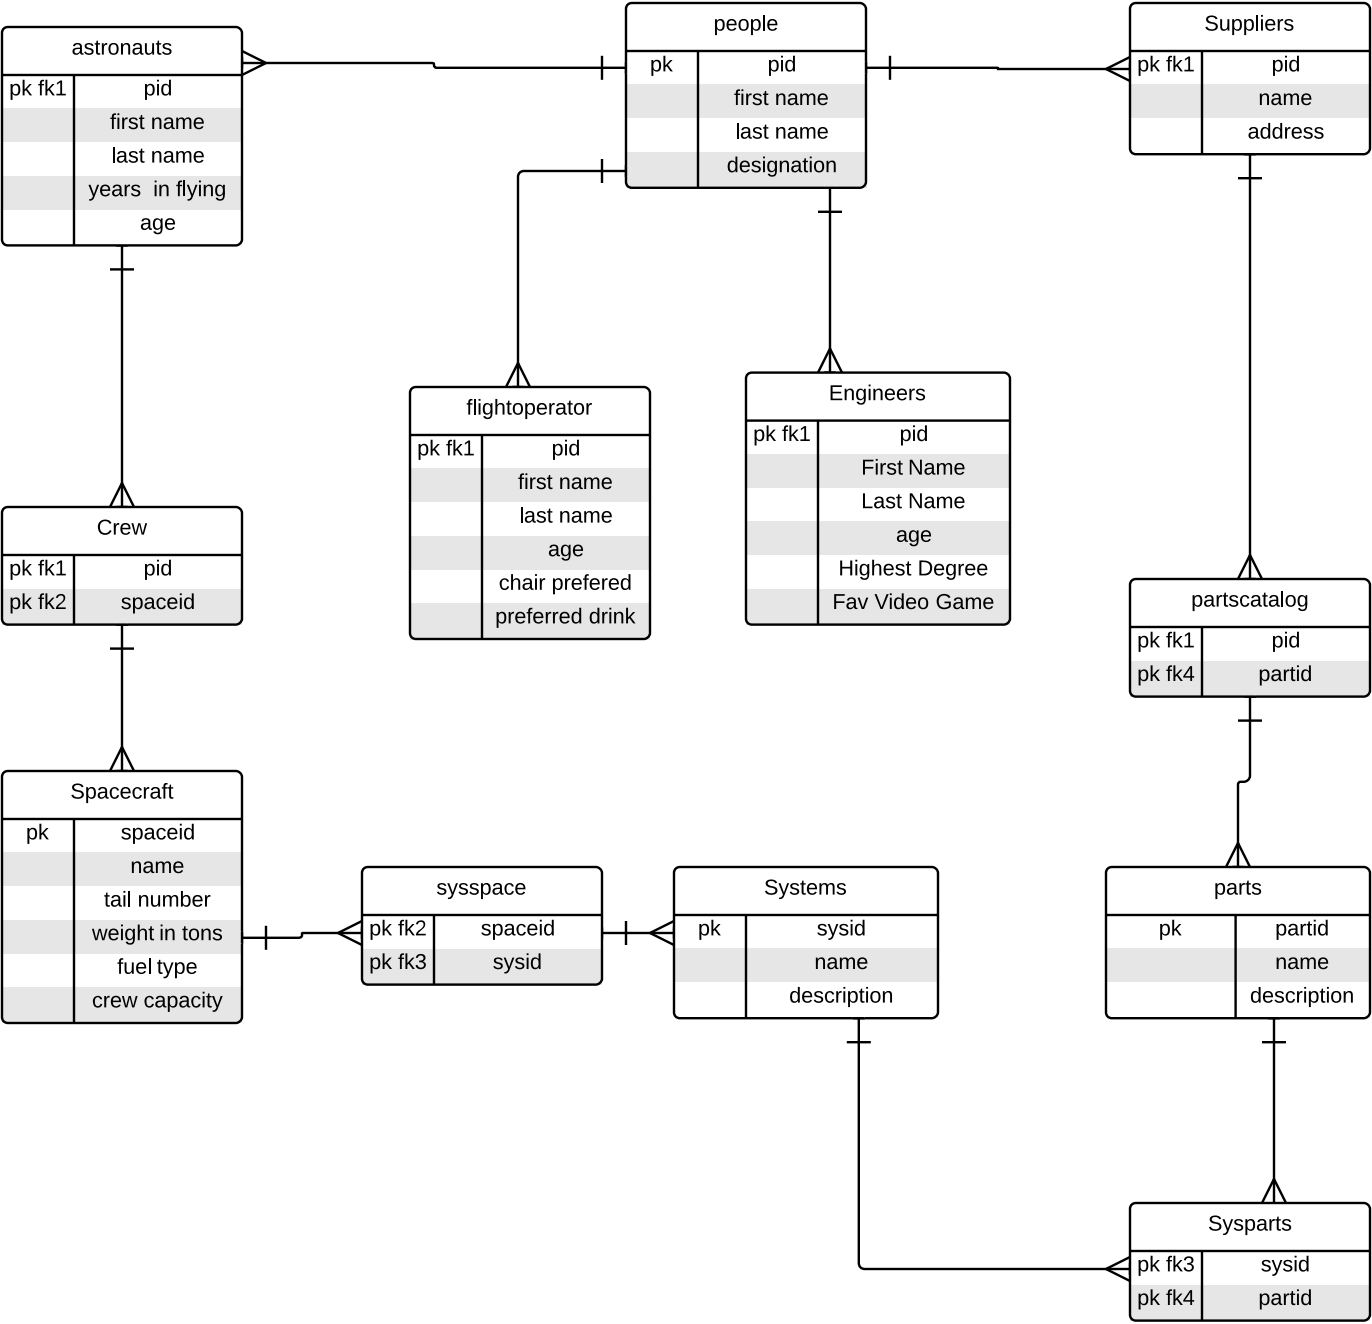 astronauts
pk fk1 pid
first name
last name
years in flying
age
people
pk pid
first name
last name
designation
Suppliers
pk fk1 pid
name
address
flightoperator
pk fk1 pid
first name
last name
age
chair prefered
preferred drink
Engineers
pk fk1 pid
First Name
Last Name
age
Highest Degree
Fav Video Game
Crew
pk fk1 pid
pk fk2 spaceid
partscatalog
pk fk1 pid
pk fk4 partid
Spacecraft
pk spaceid
name
tail number
weight in tons
fuel type
crew capacity
sysspace
pk fk2 spaceid
pk fk3 sysid
Systems
pk sysid
name
description
parts
pk partid
name
description
Sysparts
pk fk3 sysid
pk fk4 partid